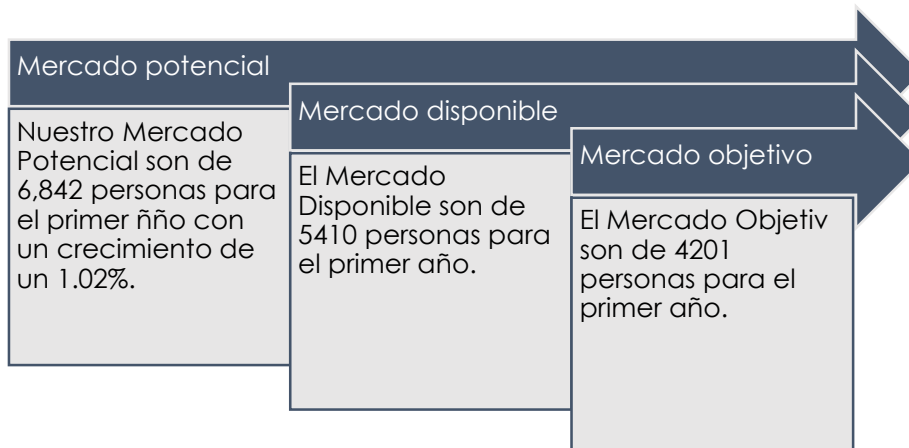 Mercado potencial
Nuestro Mercado
Potencial son de
6,842 personas para
el primer ñño con
un crecimiento de
un 1.02%.
Mercado disponible
El Mercado
Disponible son de
5410 personas para
el primer año.
Mercado objetivo
El Mercado Objetiv
son de 4201
personas para el
primer año.